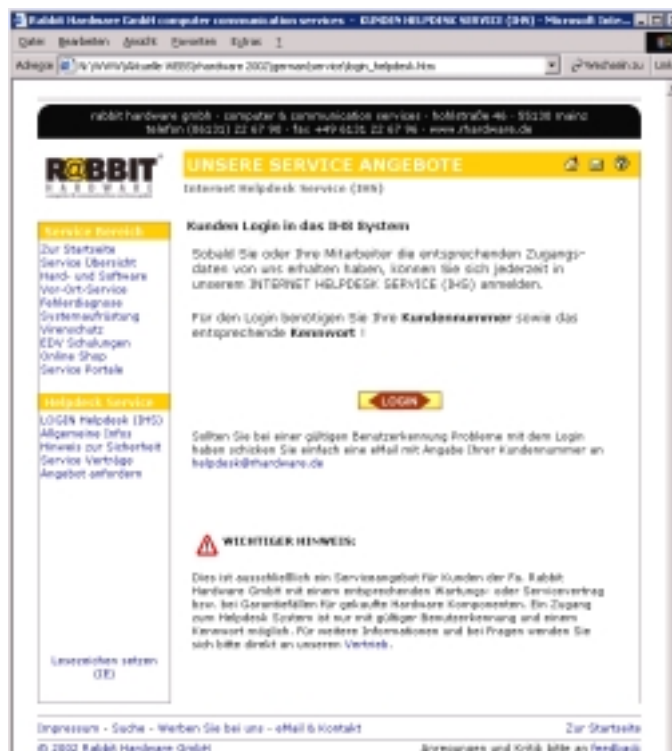 Rabbit Hardware GmbH computer communication services - KUNDEN HELPDESK SERVICE (IHS) - Microsoft Inte...
Datei Bearbeiten Ansicht Favoriten Extras ?
Adresse N:\WWW\Aktuelle WEBS\hardware 2002\german\service\login_helpdesk.htm Wechseln zu
rabbit hardware gmbh - computer & communication services - hohlstraße 46 - 55130 mainz
telefon (06131) 22 67 90 - fax +49 6131 22 67 96 - www.rhardware.de
R@BBIT
HARDWARE
UNSERE SERVICE ANGEBOTE
Internet Helpdesk Service (IHS)
Service Bereich
Zur Startseite
Service Übersicht
Hard- und Software
Vor-Ort-Service
Fehlerdiagnose
Systemaufrüstung
Virenschutz
EDV Schulungen
Online Shop
Service Portale
Helpdesk Service
LOGIN Helpdesk (IHS)
Allgemeine Infos
Hinweis zur Sicherheit
Service Verträge
Angebot anfordern
Lesezeichen setzen
(IE)
Kunden Login in das IHS System
Sobald Sie oder Ihre Mitarbeiter die entsprechenden Zugangs-
daten von uns erhalten haben, können Sie sich jederzeit in
unserem INTERNET HELPDESK SERVICE (IHS) anmelden.
Für den Login benötigen Sie Ihre Kundennummer sowie das
entsprechende Kennwort !
LOGIN
Sollten Sie bei einer gültigen Benutzerkennung Probleme mit dem Login
haben schicken Sie einfach eine eMail mit Angabe Ihrer Kundennummer an
helpdesk@rhardware.de
WICHTIGER HINWEIS:
Dies ist ausschließlich ein Serviceangebot für Kunden der Fa. Rabbit
Hardware GmbH mit einem entsprechenden Wartungs- oder Servicevertrag
bzw. bei Garantiefällen für gekaufte Hardware Komponenten. Ein Zugang
zum Helpdesk System ist nur mit gültiger Benutzerkennung und einem
Kennwort möglich. Für weitere Informationen und bei Fragen wenden Sie
sich bitte direkt an unseren Vertrieb.
Impressum - Suche - Werben Sie bei uns - eMail & Kontakt Zur Startseite
© 2002 Rabbit Hardware GmbH Anregungen und Kritik bitte an feedback